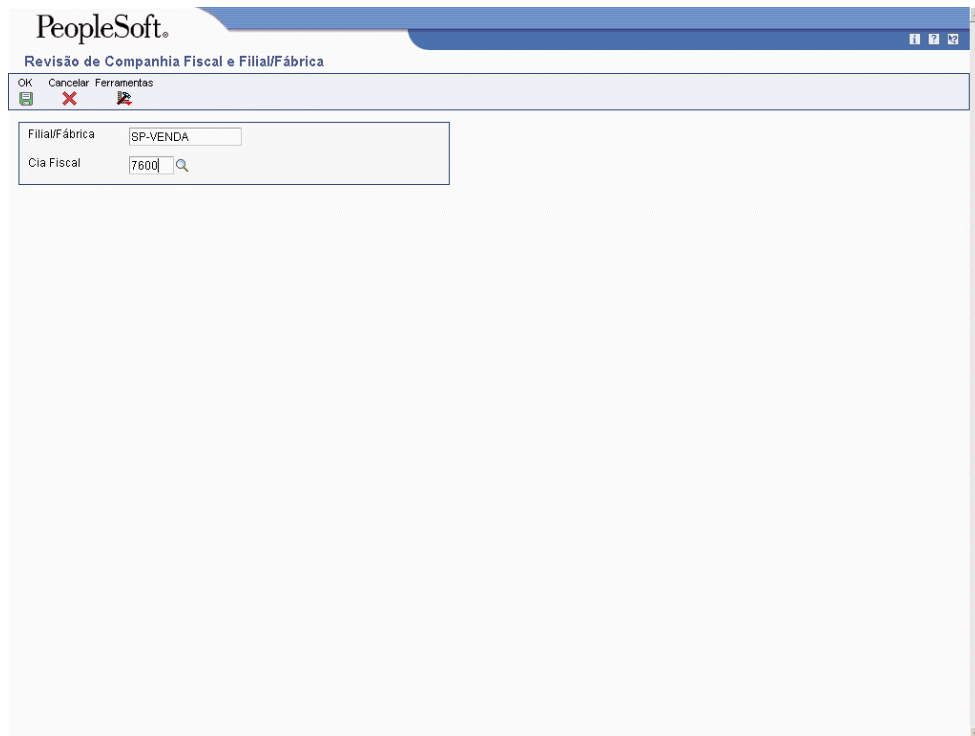 PeopleSoft.
Revisão de Companhia Fiscal e Filial/Fábrica
OK Cancelar Ferramentas
Filial/Fábrica SP-VENDA
Cia Fiscal 7600